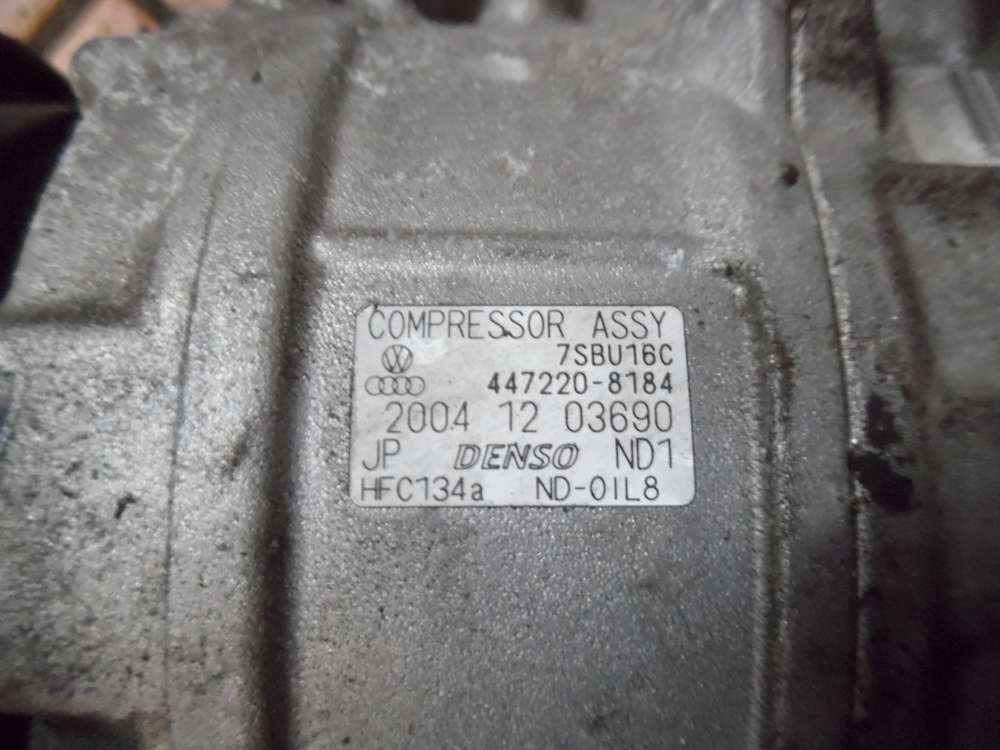 COMPRESSOR ASSY
7SBU16C
447220-8184
2004 12 03690
JP DENSO ND1
HFC134a ND-OIL8